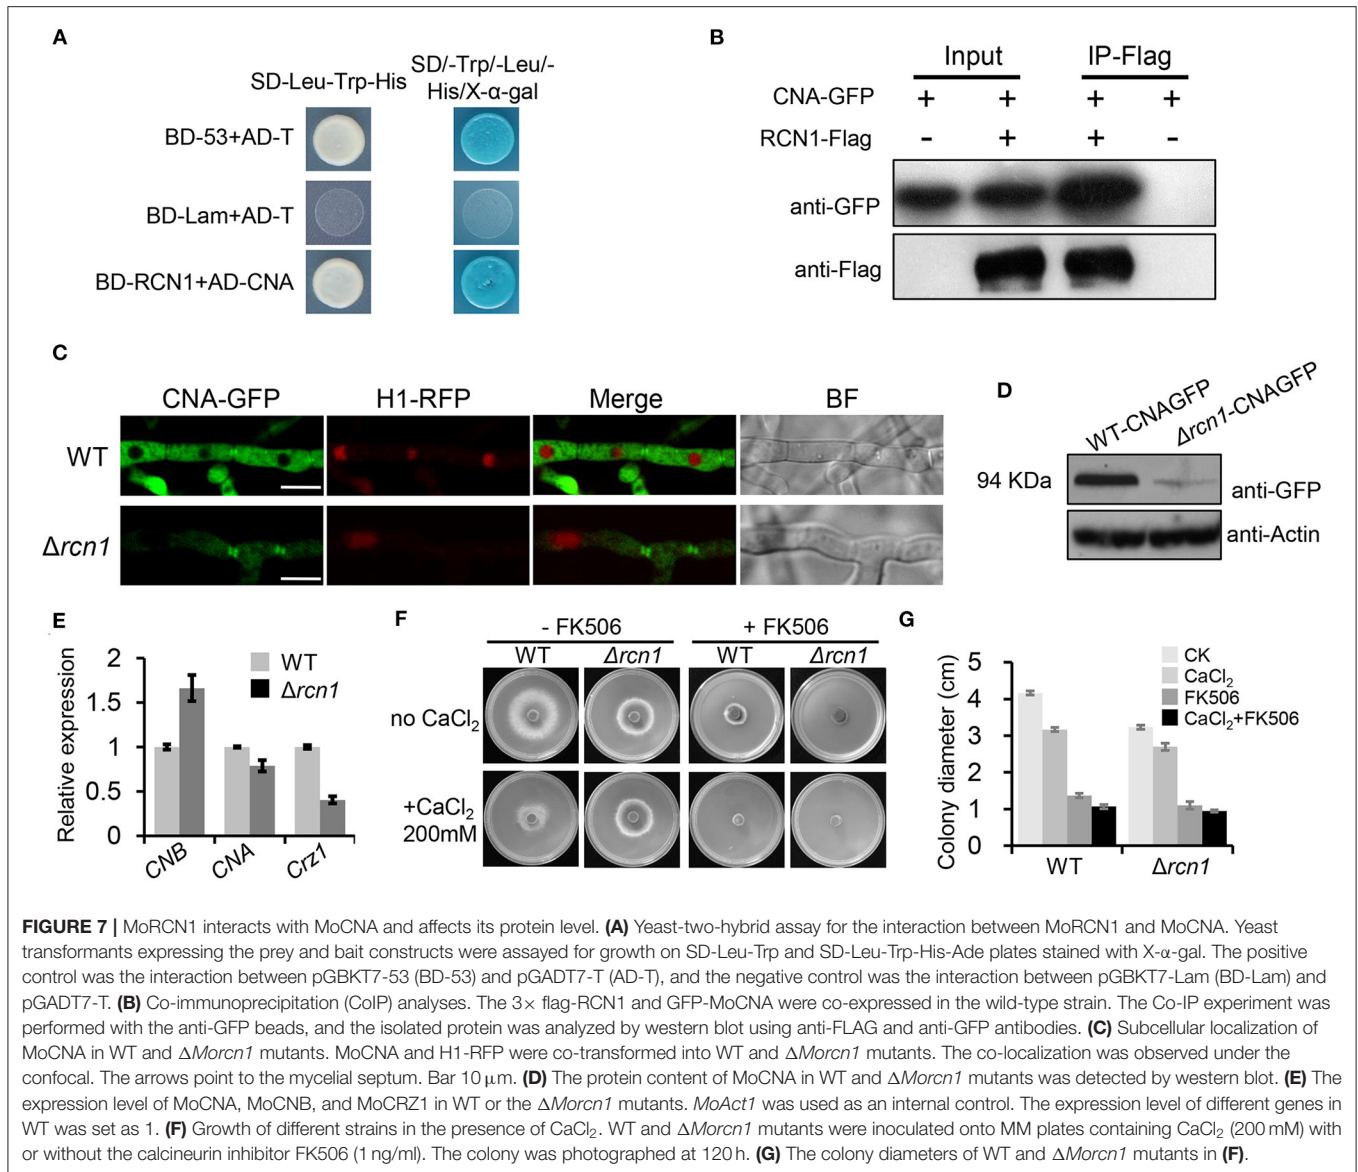 A
SD-Leu-Trp-His
SD/-Trp/-Leu/-
His/X-α-gal
BD-53+AD-T
BD-Lam+AD-T
BD-RCN1+AD-CNA
B
Input
IP-Flag
CNA-GFP + + + +
RCN1-Flag - + + -
anti-GFP
anti-Flag
C
CNA-GFP
H1-RFP
Merge
BF
WT
Δrcn1
D
WT-CNAGFP
Δrcn1-CNAGFP
94 KDa
anti-GFP
anti-Actin
E
Relative expression
2
1.5
1
0.5
0
WT
Δrcn1
CNB
CNA
Crz1
F
- FK506
+ FK506
WT
Δrcn1
WT
Δrcn1
no CaCl₂
+CaCl₂
200mM
G
Colony diameter (cm)
5
4
3
2
1
0
CK
CaCl₂
FK506
CaCl₂+FK506
WT
Δrcn1
FIGURE 7 | MoRCN1 interacts with MoCNA and affects its protein level. (A) Yeast-two-hybrid assay for the interaction between MoRCN1 and MoCNA. Yeast
transformants expressing the prey and bait constructs were assayed for growth on SD-Leu-Trp and SD-Leu-Trp-His-Ade plates stained with X-α-gal. The positive
control was the interaction between pGBKT7-53 (BD-53) and pGADT7-T (AD-T), and the negative control was the interaction between pGBKT7-Lam (BD-Lam) and
pGADT7-T. (B) Co-immunoprecipitation (CoIP) analyses. The 3× flag-RCN1 and GFP-MoCNA were co-expressed in the wild-type strain. The Co-IP experiment was
performed with the anti-GFP beads, and the isolated protein was analyzed by western blot using anti-FLAG and anti-GFP antibodies. (C) Subcellular localization of
MoCNA in WT and ΔMorcn1 mutants. MoCNA and H1-RFP were co-transformed into WT and ΔMorcn1 mutants. The co-localization was observed under the
confocal. The arrows point to the mycelial septum. Bar 10 μm. (D) The protein content of MoCNA in WT and ΔMorcn1 mutants was detected by western blot. (E) The
expression level of MoCNA, MoCNB, and MoCRZ1 in WT or the ΔMorcn1 mutants. MoAct1 was used as an internal control. The expression level of different genes in
WT was set as 1. (F) Growth of different strains in the presence of CaCl₂. WT and ΔMorcn1 mutants were inoculated onto MM plates containing CaCl₂ (200 mM) with
or without the calcineurin inhibitor FK506 (1 ng/ml). The colony was photographed at 120 h. (G) The colony diameters of WT and ΔMorcn1 mutants in (F).